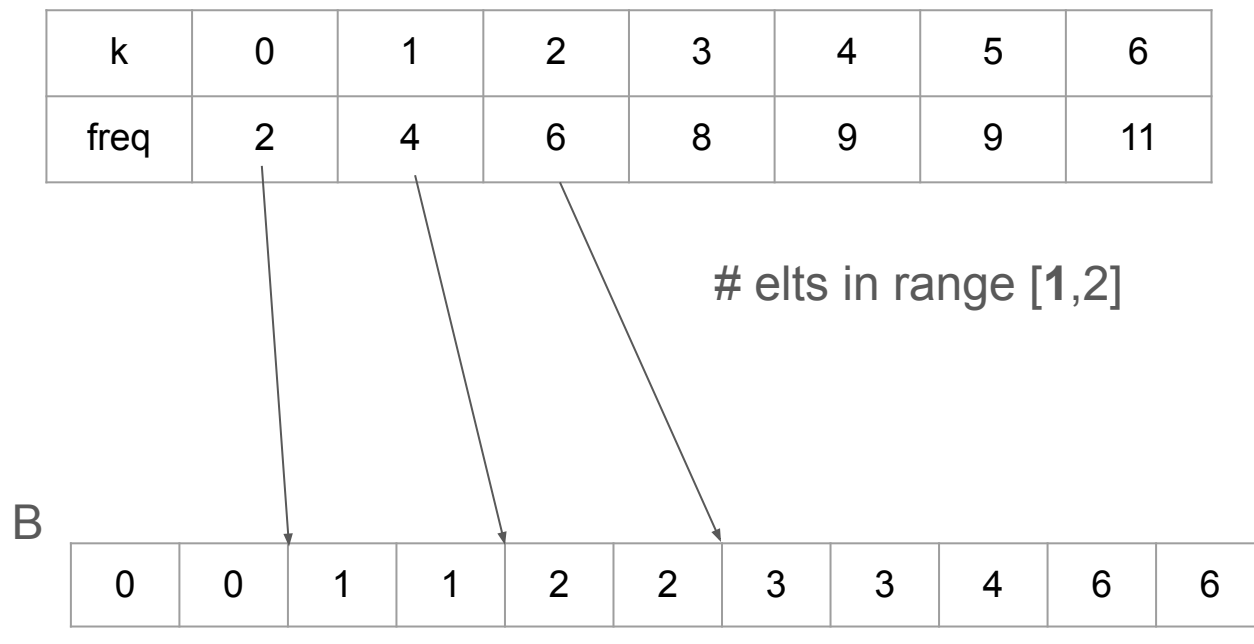 k 0 1 2 3 4 5 6
freq 2 4 6 8 9 9 11
# elts in range [1,2]
B
0 0 1 1 2 2 3 3 4 6 6